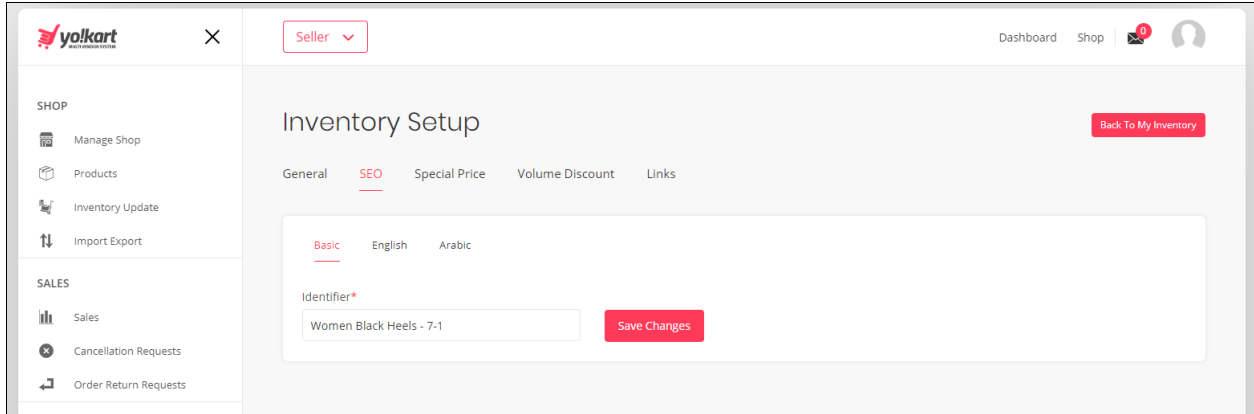 yo!kart
MULTI VENDOR SYSTEM
Seller
Dashboard Shop 0
SHOP
Manage Shop
Products
Inventory Update
Import Export
SALES
Sales
Cancellation Requests
Order Return Requests
Inventory Setup
Back To My Inventory
General SEO Special Price Volume Discount Links
Basic English Arabic
Identifier*
Women Black Heels - 7-1
Save Changes